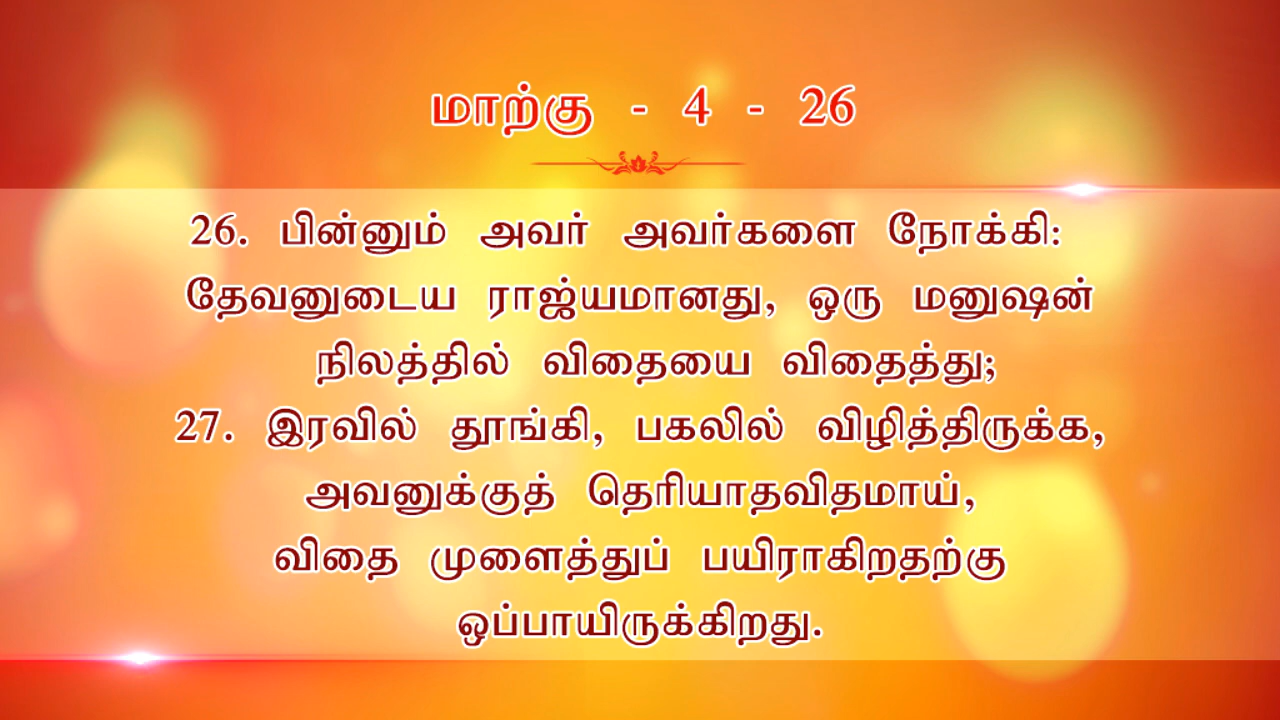 மாற்கு - 4 - 26
26. பின்னும் அவர் அவர்களை நோக்கி:
தேவனுடைய ராஜ்யமானது, ஒரு மனுஷன்
நிலத்தில் விதையை விதைத்து;
27. இரவில் தூங்கி, பகலில் விழித்திருக்க,
அவனுக்குத் தெரியாதவிதமாய்,
விதை முளைத்துப் பயிராகிறதற்கு
ஒப்பாயிருக்கிறது.